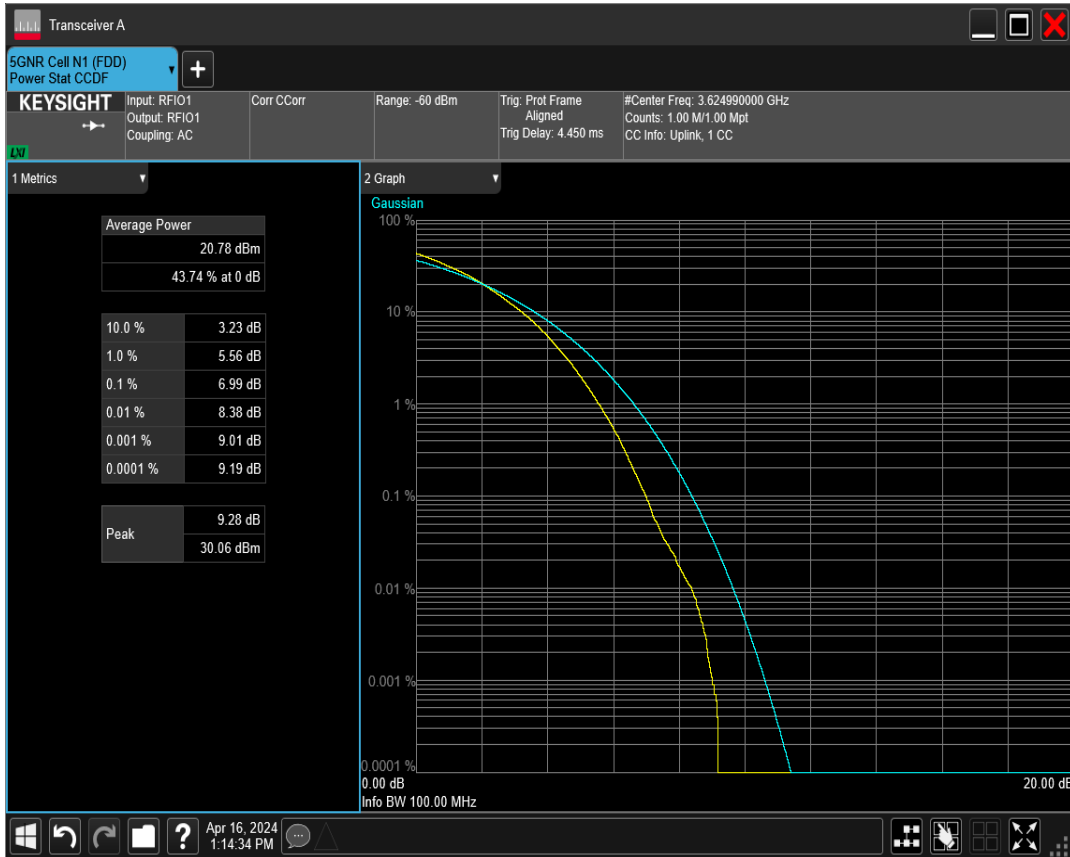 Transceiver A
5GNR Cell N1 (FDD)
Power Stat CCDF
+
KEYSIGHT
LXI
Input: RFIO1
Output: RFIO1
Coupling: AC
Corr CCorr
Range: -60 dBm
Trig: Prot Frame
Aligned
Trig Delay: 4.450 ms
#Center Freq: 3.624990000 GHz
Counts: 1.00 M/1.00 Mpt
CC Info: Uplink, 1 CC
1 Metrics
Average Power
20.78 dBm
43.74 % at 0 dB
10.0 % 3.23 dB
1.0 % 5.56 dB
0.1 % 6.99 dB
0.01 % 8.38 dB
0.001 % 9.01 dB
0.0001 % 9.19 dB
Peak 9.28 dB
30.06 dBm
2 Graph
Gaussian
100 %
10 %
1 %
0.1 %
0.01 %
0.001 %
0.0001 %
0.00 dB 20.00 dB
Info BW 100.00 MHz
?
Apr 16, 2024
1:14:34 PM